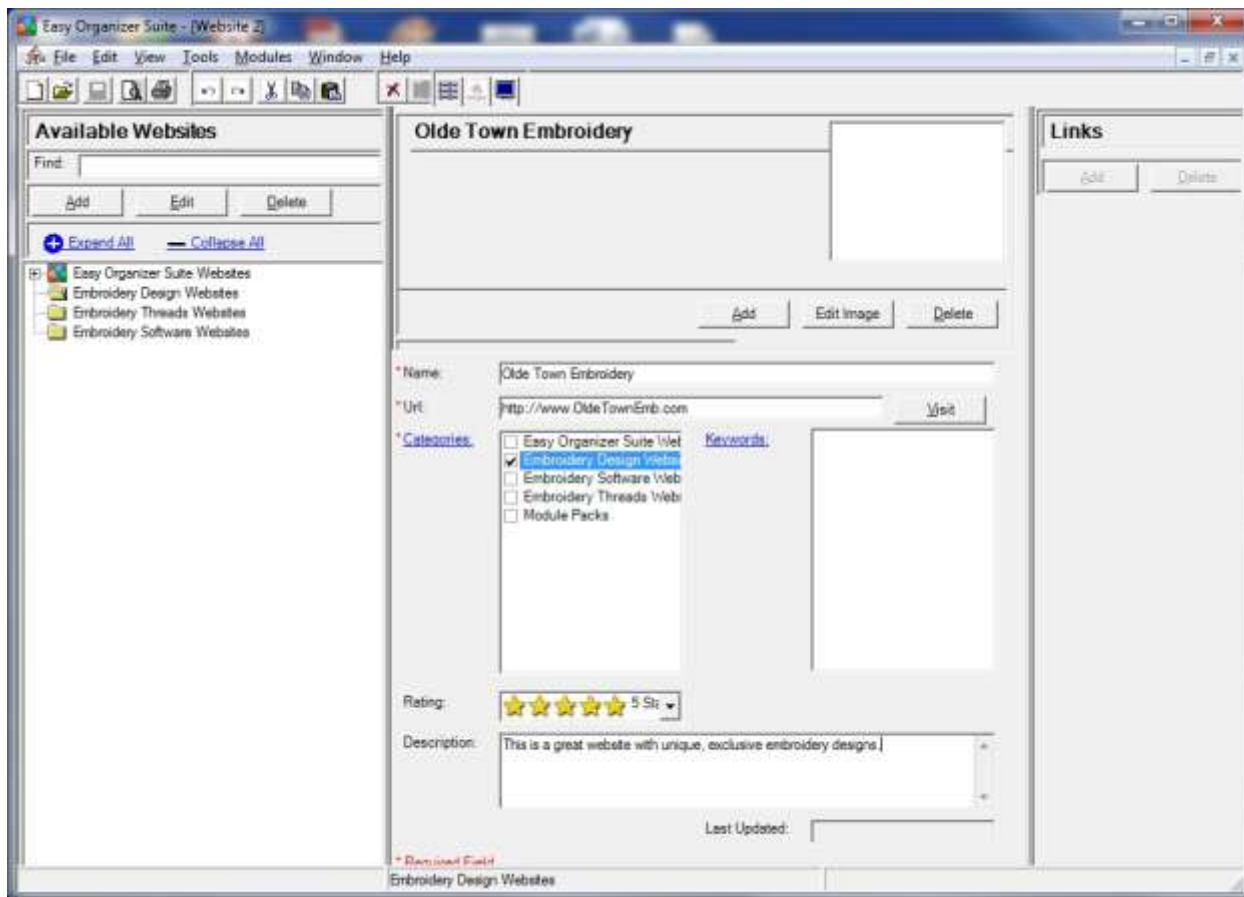 Easy Organizer Suite - [Website 2]
File Edit View Tools Modules Window Help
Available Websites
Find:
Add Edit Delete
Expand All Collapse All
Easy Organizer Suite Websites
Embroidery Design Websites
Embroidery Threads Websites
Embroidery Software Websites
Olde Town Embroidery
Add Edit Image Delete
*Name: Olde Town Embroidery
*Url: http://www.OldeTownEmb.com Visit
*Categories:
Easy Organizer Suite Wet
Embroidery Design Websi
Embroidery Software Web
Embroidery Threads Webs
Module Packs
Keywords:
Rating: 5 Sta
Description: This is a great website with unique, exclusive embroidery designs.
Last Updated:
* Required Field
Links
Add Delete
Embroidery Design Websites